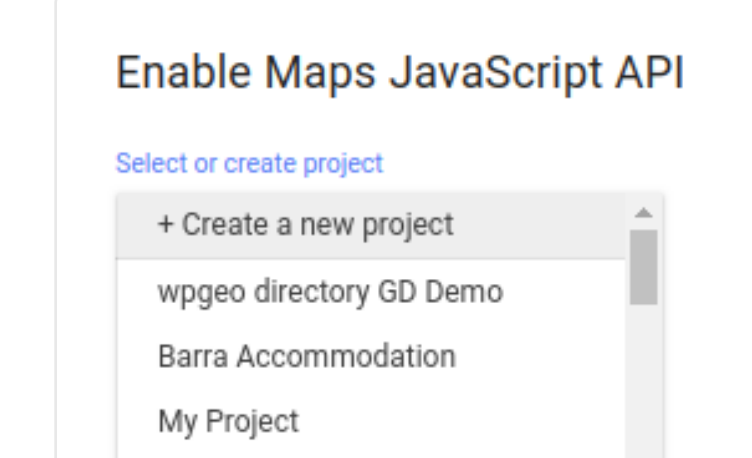 Enable Maps JavaScript API
Select or create project
+ Create a new project
wpgeo directory GD Demo
Barra Accommodation
My Project